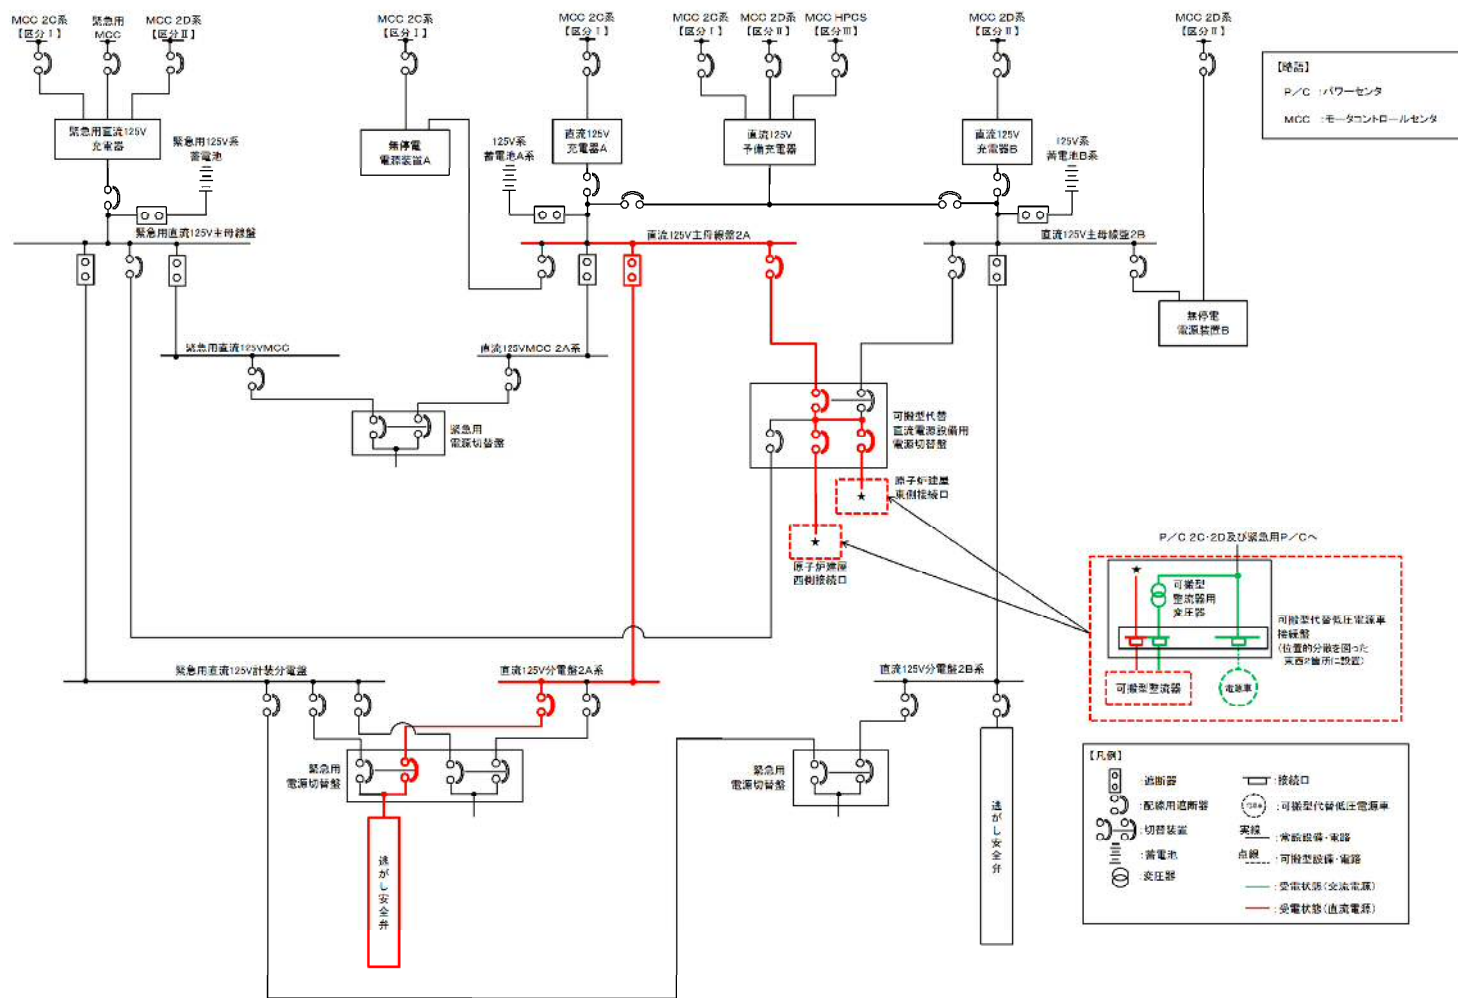 MCC 2C系
【区分Ⅰ】
緊急用
MCC
MCC 2D系
【区分Ⅱ】
MCC 2C系
【区分Ⅰ】
MCC 2C系
【区分Ⅰ】
MCC 2C系
【区分Ⅰ】
MCC 2D系
【区分Ⅱ】
MCC HPCS
【区分Ⅲ】
MCC 2D系
【区分Ⅱ】
MCC 2D系
【区分Ⅱ】
【略語】
P/C :パワーセンタ
MCC :モータコントロールセンタ
緊急用直流125V
充電器
緊急用125V系
蓄電池
無停電
電源装置A
125V系
蓄電池A系
直流125V
充電器A
直流125V
予備充電器
直流125V
充電器B
125V系
蓄電池B系
緊急用直流125V主母線盤
直流125V主母線盤2A
直流125V主母線盤2B
無停電
電源装置B
緊急用直流125VMCC
直流125VMCC 2A系
緊急用
電源切替盤
可搬型代替
直流電源設備用
電源切替盤
原子炉建屋
東側接続口
★
★
原子炉建屋
西側接続口
P/C 2C・2D及び緊急用P/Cへ
★
可搬型
整流器用
変圧器
可搬型代替低圧電源車
接続盤
(位置的分散を図った
東西2箇所に設置)
可搬型整流器
電源車
緊急用直流125V計装分電盤
直流125V分電盤2A系
直流125V分電盤2B系
緊急用
電源切替盤
緊急用
電源切替盤
逃がし安全弁
逃がし安全弁
【凡例】
:遮断器
:配線用遮断器
:切替装置
:蓄電池
:変圧器
:接続口
:可搬型代替低圧電源車
実線
:常設設備・電路
点線
:可搬型設備・電路
:受電状態(交流電源)
:受電状態(直流電源)